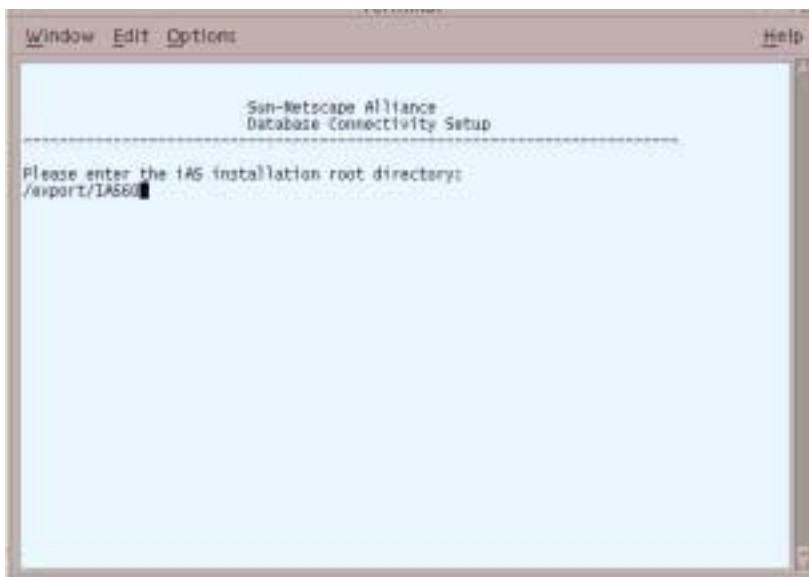 Terminal
Window Edit Options Help
Sun-Netscape Alliance
Database Connectivity Setup
--------------------------------------------------------------------------
Please enter the iAS installation root directory:
/export/IAS60